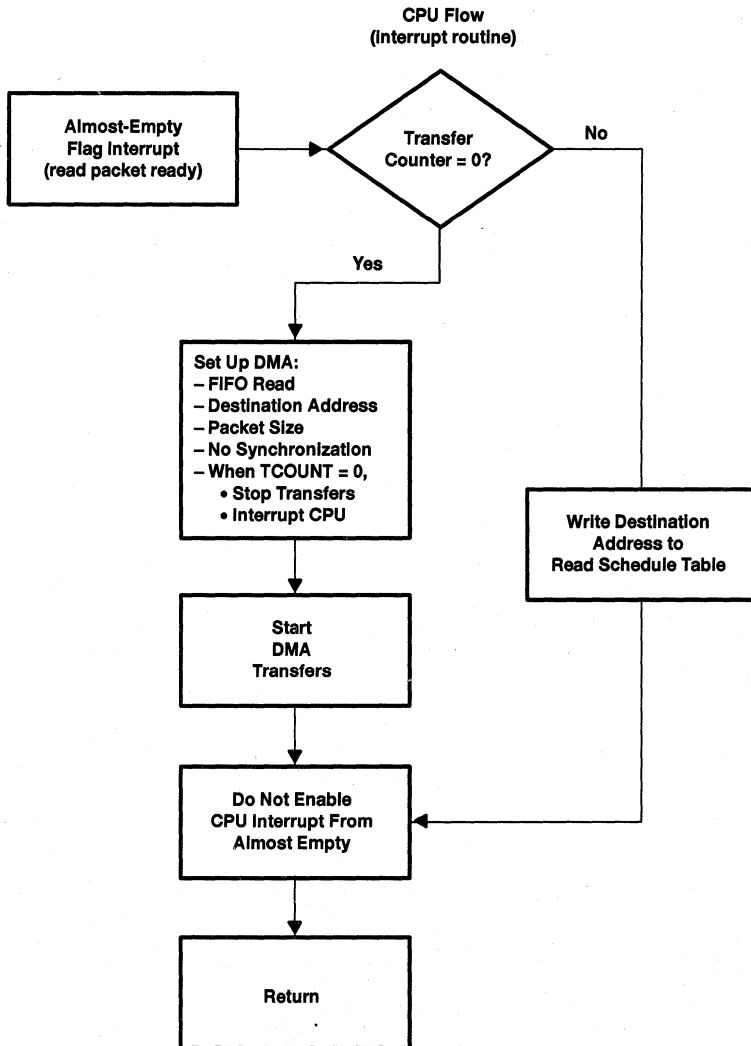 CPU Flow
(interrupt routine)
Almost-Empty
Flag Interrupt
(read packet ready)
Transfer
Counter = 0?
No
Yes
Set Up DMA:
– FIFO Read
– Destination Address
– Packet Size
– No Synchronization
– When TCOUNT = 0,
• Stop Transfers
• Interrupt CPU
Write Destination
Address to
Read Schedule Table
Start
DMA
Transfers
Do Not Enable
CPU Interrupt From
Almost Empty
Return